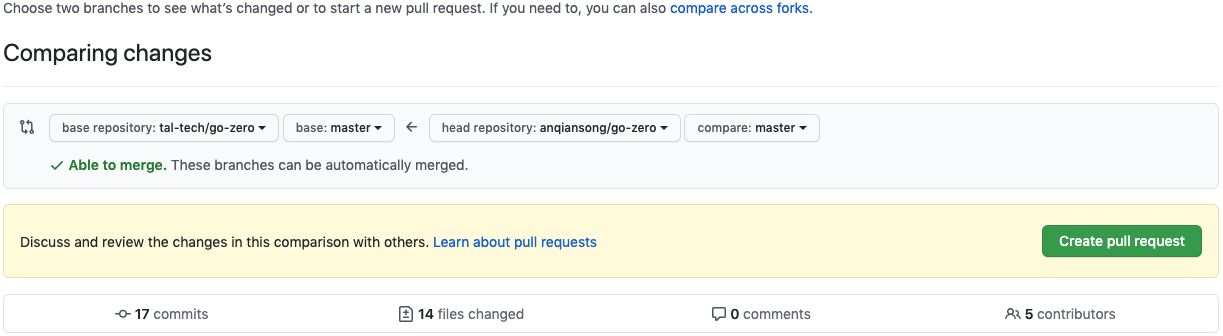 Choose two branches to see what's changed or to start a new pull request. If you need to, you can also compare across forks.
Comparing changes
base repository: tal-tech/go-zero base: master head repository: anqiansong/go-zero compare: master
Able to merge. These branches can be automatically merged.
Discuss and review the changes in this comparison with others. Learn about pull requests Create pull request
17 commits 14 files changed 0 comments 5 contributors